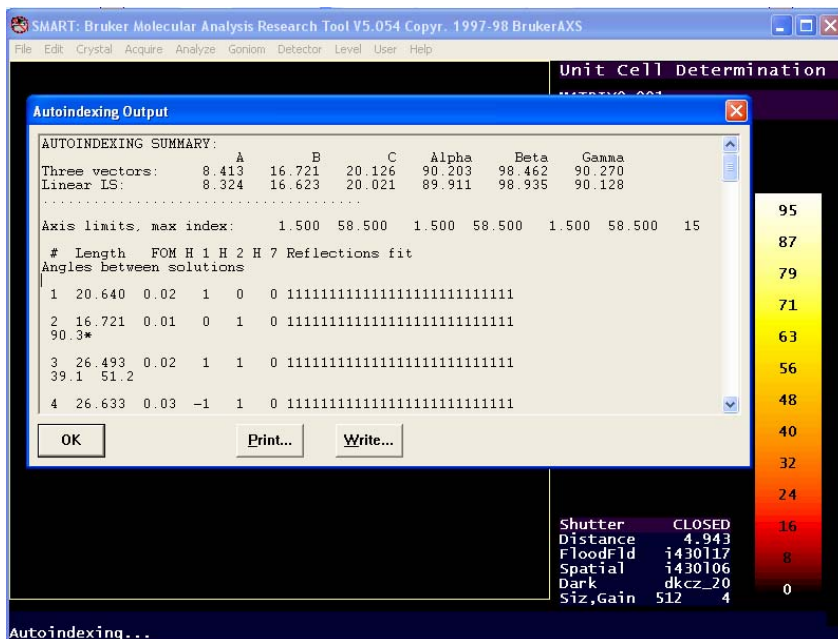 SMART: Bruker Molecular Analysis Research Tool V5.054 Copyr. 1997-98 BrukerAXS
File Edit Crystal Acquire Analyze Goniom Detector Level User Help
Unit Cell Determination
Autoindexing Output
AUTOINDEXING SUMMARY:
A B C Alpha Beta Gamma
Three vectors: 8.413 16.721 20.126 90.203 98.462 90.270
Linear LS: 8.324 16.623 20.021 89.911 98.935 90.128
Axis limits, max index: 1.500 58.500 1.500 58.500 1.500 58.500 15
# Length FOM H 1 H 2 H 7 Reflections fit
Angles between solutions
1 20.640 0.02 1 0 0 1111111111111111111111111
2 16.721 0.01 0 1 0 1111111111111111111111111
90.3*
3 26.493 0.02 1 1 0 1111111111111111111111111
39.1 51.2
4 26.633 0.03 -1 1 0 1111111111111111111111111
OK Print... Write...
95
87
79
71
63
56
48
40
32
24
16
8
0
Shutter CLOSED
Distance 4.943
FloodFld i430l17
Spatial i430l06
Dark dkcz_20
Siz,Gain 512 4
Autoindexing...